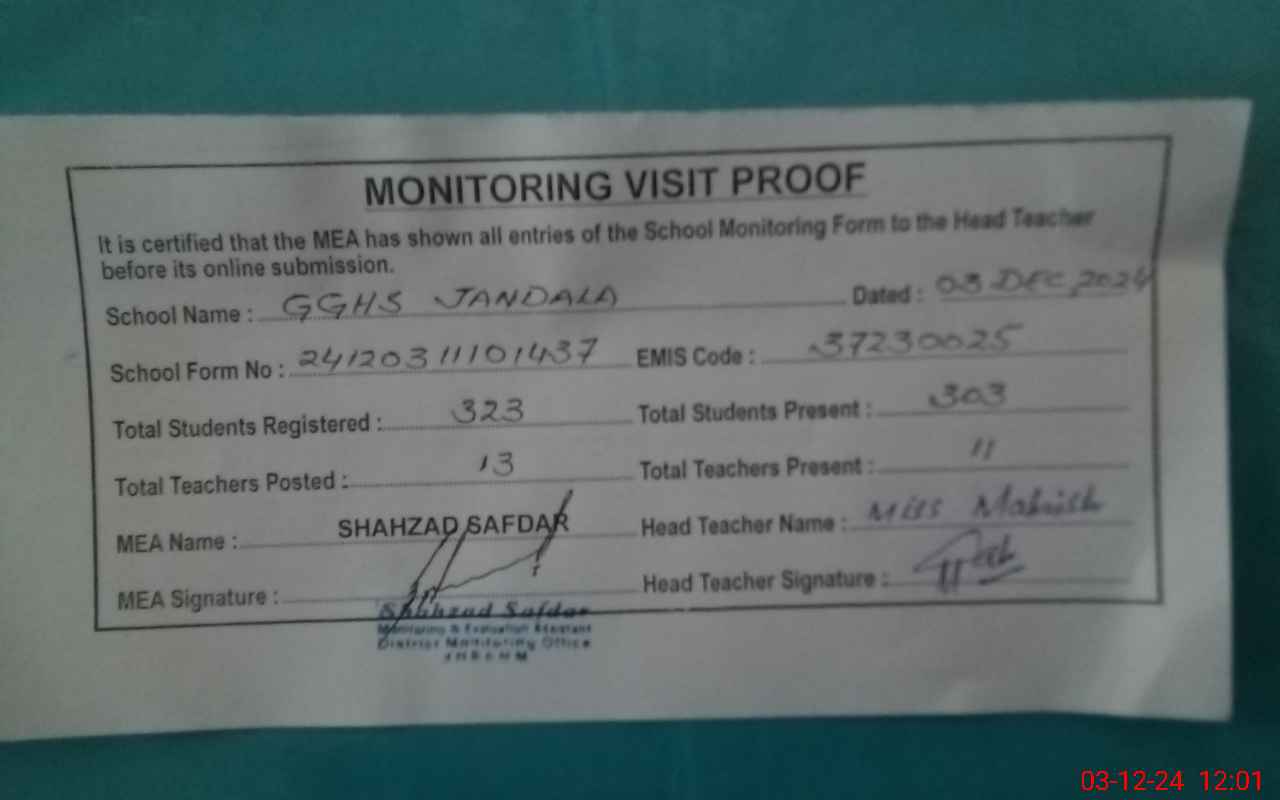 MONITORING VISIT PROOF
It is certified that the MEA has shown all entries of the School Monitoring Form to the Head Teacher
before its online submission.
School Name : GGHS JANDALA Dated : 03 DEC, 2024
School Form No : 24120311101437 EMIS Code : 37230025
Total Students Registered : 323 Total Students Present : 303
Total Teachers Posted : 13 Total Teachers Present : 11
MEA Name : SHAHZAD SAFDAR Head Teacher Name : Miss Mahrish
MEA Signature : Head Teacher Signature :
Shahzad Safdar
Monitoring & Evaluation Assistant
District Monitoring Office
JHELUM
03-12-24 12:01